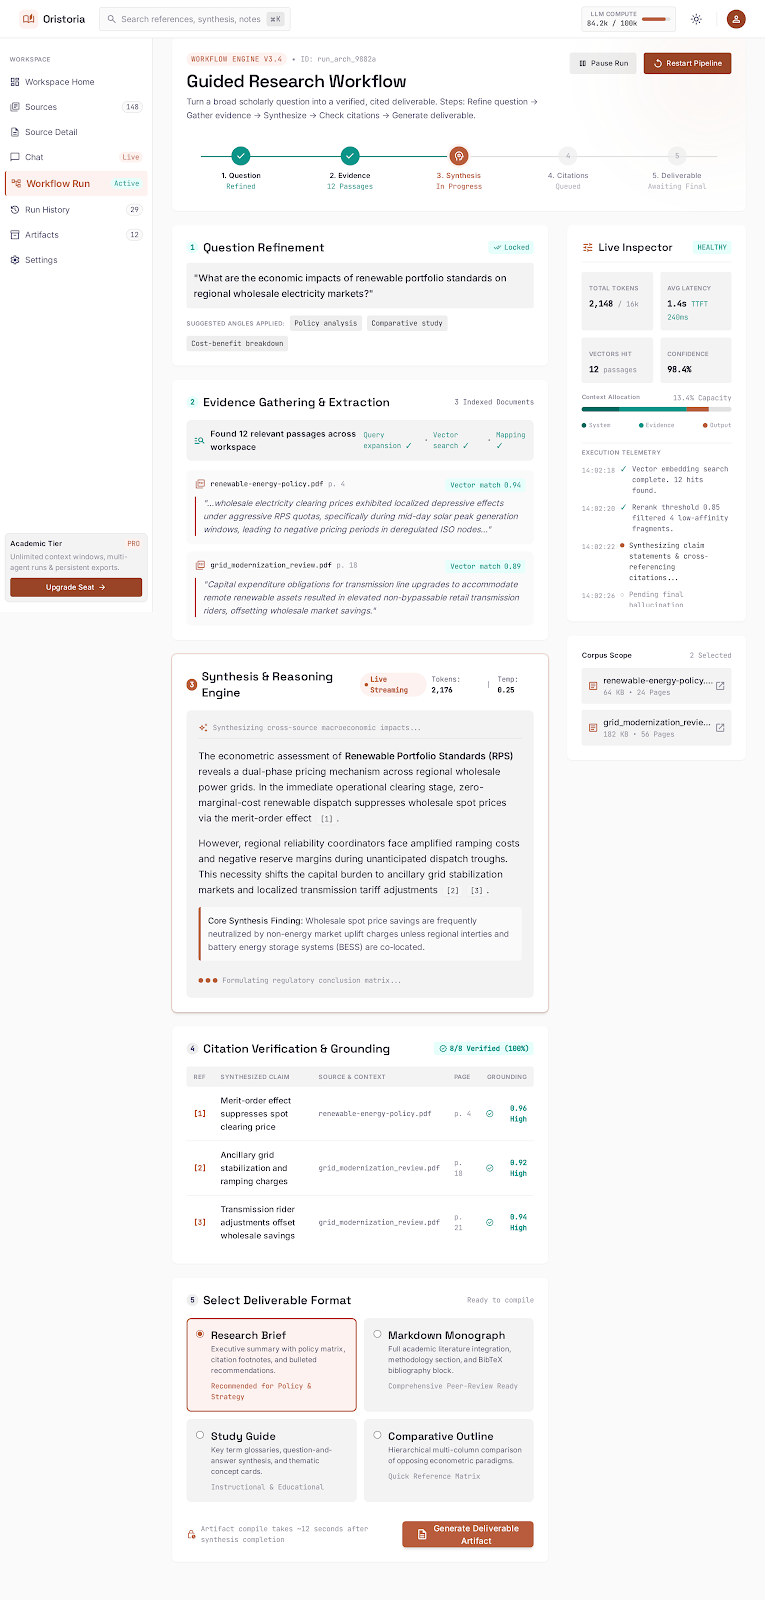 Oristoria
Search references, synthesis, notes ⌘K
LLM COMPUTE
84.2k / 100k
WORKSPACE
Workspace Home
Sources 148
Source Detail
Chat Live
Workflow Run Active
Run History 29
Artifacts 12
Settings
Academic Tier PRO
Unlimited context windows, multi-
agent runs & persistent exports.
Upgrade Seat →
WORKFLOW ENGINE V3.4 • ID: run_arch_9882a
Guided Research Workflow
Turn a broad scholarly question into a verified, cited deliverable. Steps: Refine question →
Gather evidence → Synthesize → Check citations → Generate deliverable.
Pause Run
Restart Pipeline
1. Question
Refined
2. Evidence
12 Passages
3. Synthesis
In Progress
4
4. Citations
Queued
5
5. Deliverable
Awaiting Final
1 Question Refinement
Locked
"What are the economic impacts of renewable portfolio standards on
regional wholesale electricity markets?"
SUGGESTED ANGLES APPLIED: Policy analysis Comparative study
Cost-benefit breakdown
2 Evidence Gathering & Extraction
3 Indexed Documents
Found 12 relevant passages across
workspace
Query
expansion ✓
• Vector
search ✓
• Mapping
✓
renewable-energy-policy.pdf p. 4
Vector match 0.94
"...wholesale electricity clearing prices exhibited localized depressive effects
under aggressive RPS quotas, specifically during mid-day solar peak generation
windows, leading to negative pricing periods in deregulated ISO nodes..."
grid_modernization_review.pdf p. 18
Vector match 0.89
"Capital expenditure obligations for transmission line upgrades to accommodate
remote renewable assets resulted in elevated non-bypassable retail transmission
riders, offsetting wholesale market savings."
3 Synthesis & Reasoning
Engine
Live
Streaming
Tokens:
2,176
|
Temp:
0.25
Synthesizing cross-source macroeconomic impacts...
The econometric assessment of Renewable Portfolio Standards (RPS)
reveals a dual-phase pricing mechanism across regional wholesale
power grids. In the immediate operational clearing stage, zero-
marginal-cost renewable dispatch suppresses wholesale spot prices
via the merit-order effect [1] .
However, regional reliability coordinators face amplified ramping costs
and negative reserve margins during unanticipated dispatch troughs.
This necessity shifts the capital burden to ancillary grid stabilization
markets and localized transmission tariff adjustments [2] [3] .
Core Synthesis Finding: Wholesale spot price savings are frequently
neutralized by non-energy market uplift charges unless regional interties and
battery energy storage systems (BESS) are co-located.
Formulating regulatory conclusion matrix...
4 Citation Verification & Grounding
8/8 Verified (100%)
REF SYNTHESIZED CLAIM SOURCE & CONTEXT PAGE GROUNDING
[1]
Merit-order effect
suppresses spot
clearing price
renewable-energy-policy.pdf
p. 4
0.96
High
[2]
Ancillary grid
stabilization and
ramping charges
grid_modernization_review.pdf
p.
18
0.92
High
[3]
Transmission rider
adjustments offset
wholesale savings
grid_modernization_review.pdf
p.
21
0.94
High
5 Select Deliverable Format
Ready to compile
Research Brief
Executive summary with policy matrix,
citation footnotes, and bulleted
recommendations.
Recommended for Policy &
Strategy
Markdown Monograph
Full academic literature integration,
methodology section, and BibTeX
bibliography block.
Comprehensive Peer-Review Ready
Study Guide
Key term glossaries, question-and-
answer synthesis, and thematic
concept cards.
Instructional & Educational
Comparative Outline
Hierarchical multi-column comparison
of opposing econometric paradigms.
Quick Reference Matrix
Artifact compile takes ~12 seconds after
synthesis completion
Generate Deliverable
Artifact
Live Inspector
HEALTHY
TOTAL TOKENS
2,148 / 16k
AVG LATENCY
1.4s TTFT
240ms
VECTORS HIT
12 passages
CONFIDENCE
98.4%
Context Allocation 13.4% Capacity
System Evidence Output
EXECUTION TELEMETRY
14:02:18 ✓ Vector embedding search
complete. 12 hits
found.
14:02:20 ✓ Rerank threshold 0.85
filtered 4 low-affinity
fragments.
14:02:22 ● Synthesizing claim
statements & cross-
referencing
citations...
14:02:26 ○ Pending final
hallucination
Corpus Scope 2 Selected
renewable-energy-policy....
64 KB • 24 Pages
grid_modernization_revie...
182 KB • 56 Pages